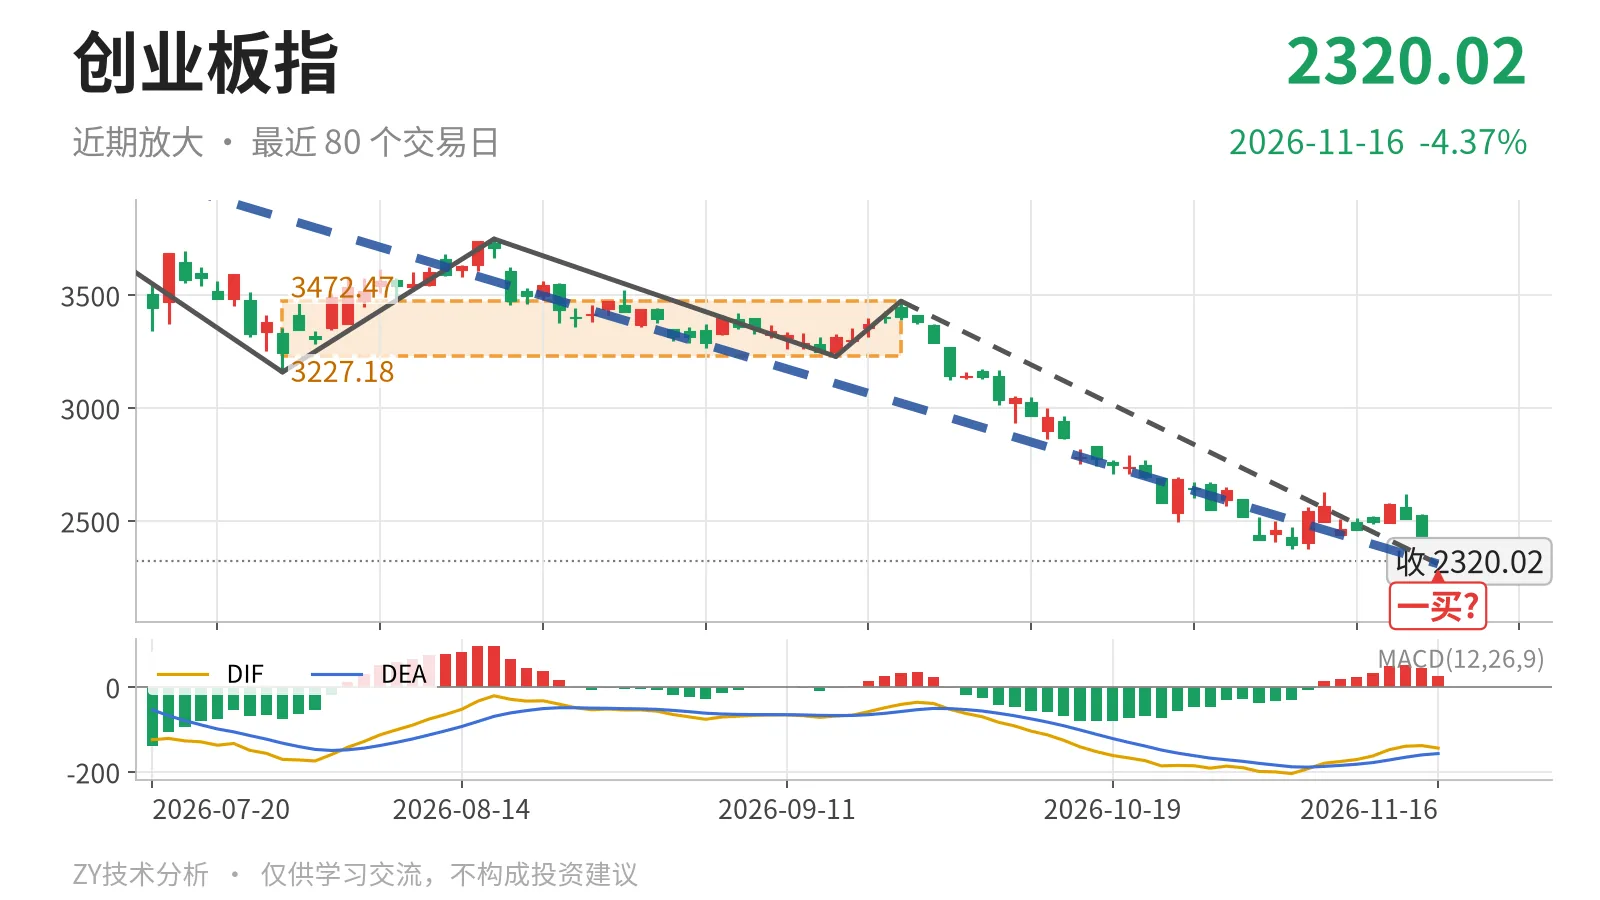 创业板指
2320.02
近期放大 · 最近 80 个交易日
2026-11-16 -4.37%
3472.47
3500
3227.18
3000
2500
收 2320.02
一买?
DIF
DEA
MACD(12,26,9)
0
-200
2026-07-20
2026-08-14
2026-09-11
2026-10-19
2026-11-16
ZY技术分析 · 仅供学习交流，不构成投资建议